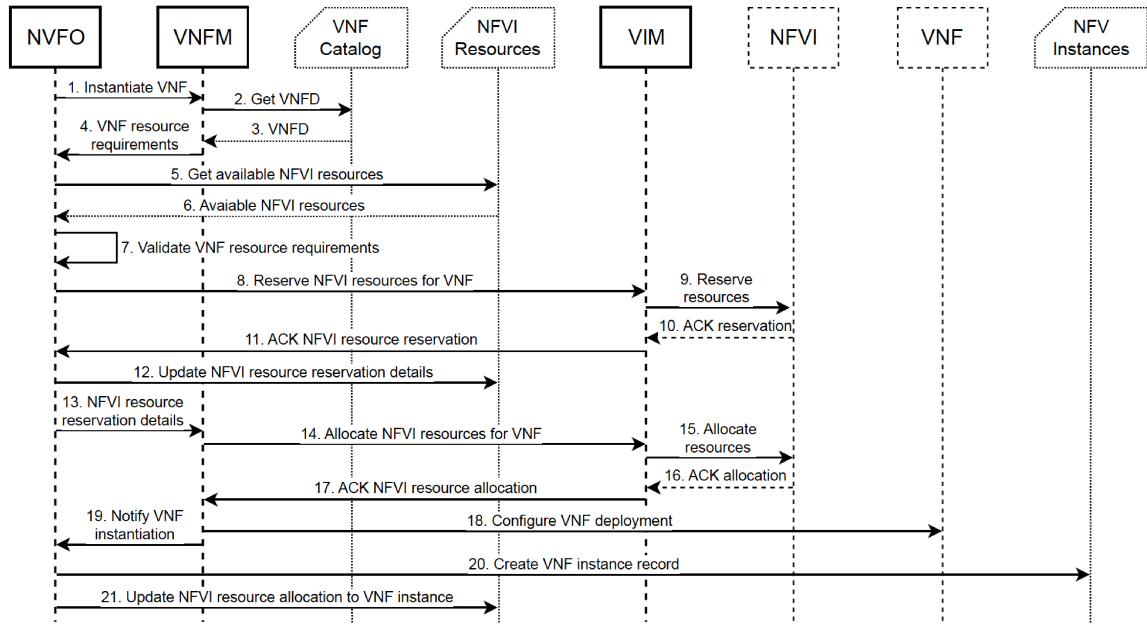 NVFO
VNFM
VNF
Catalog
NFVI
Resources
VIM
NFVI
VNF
NFV
Instances
1. Instantiate VNF
2. Get VNFD
3. VNFD
4. VNF resource
requirements
5. Get available NFVI resources
6. Avaiable NFVI resources
7. Validate VNF resource requirements
8. Reserve NFVI resources for VNF
9. Reserve
resources
10. ACK reservation
11. ACK NFVI resource reservation
12. Update NFVI resource reservation details
13. NFVI resource
reservation details
14. Allocate NFVI resources for VNF
15. Allocate
resources
16. ACK allocation
17. ACK NFVI resource allocation
18. Configure VNF deployment
19. Notify VNF
instantiation
20. Create VNF instance record
21. Update NFVI resource allocation to VNF instance